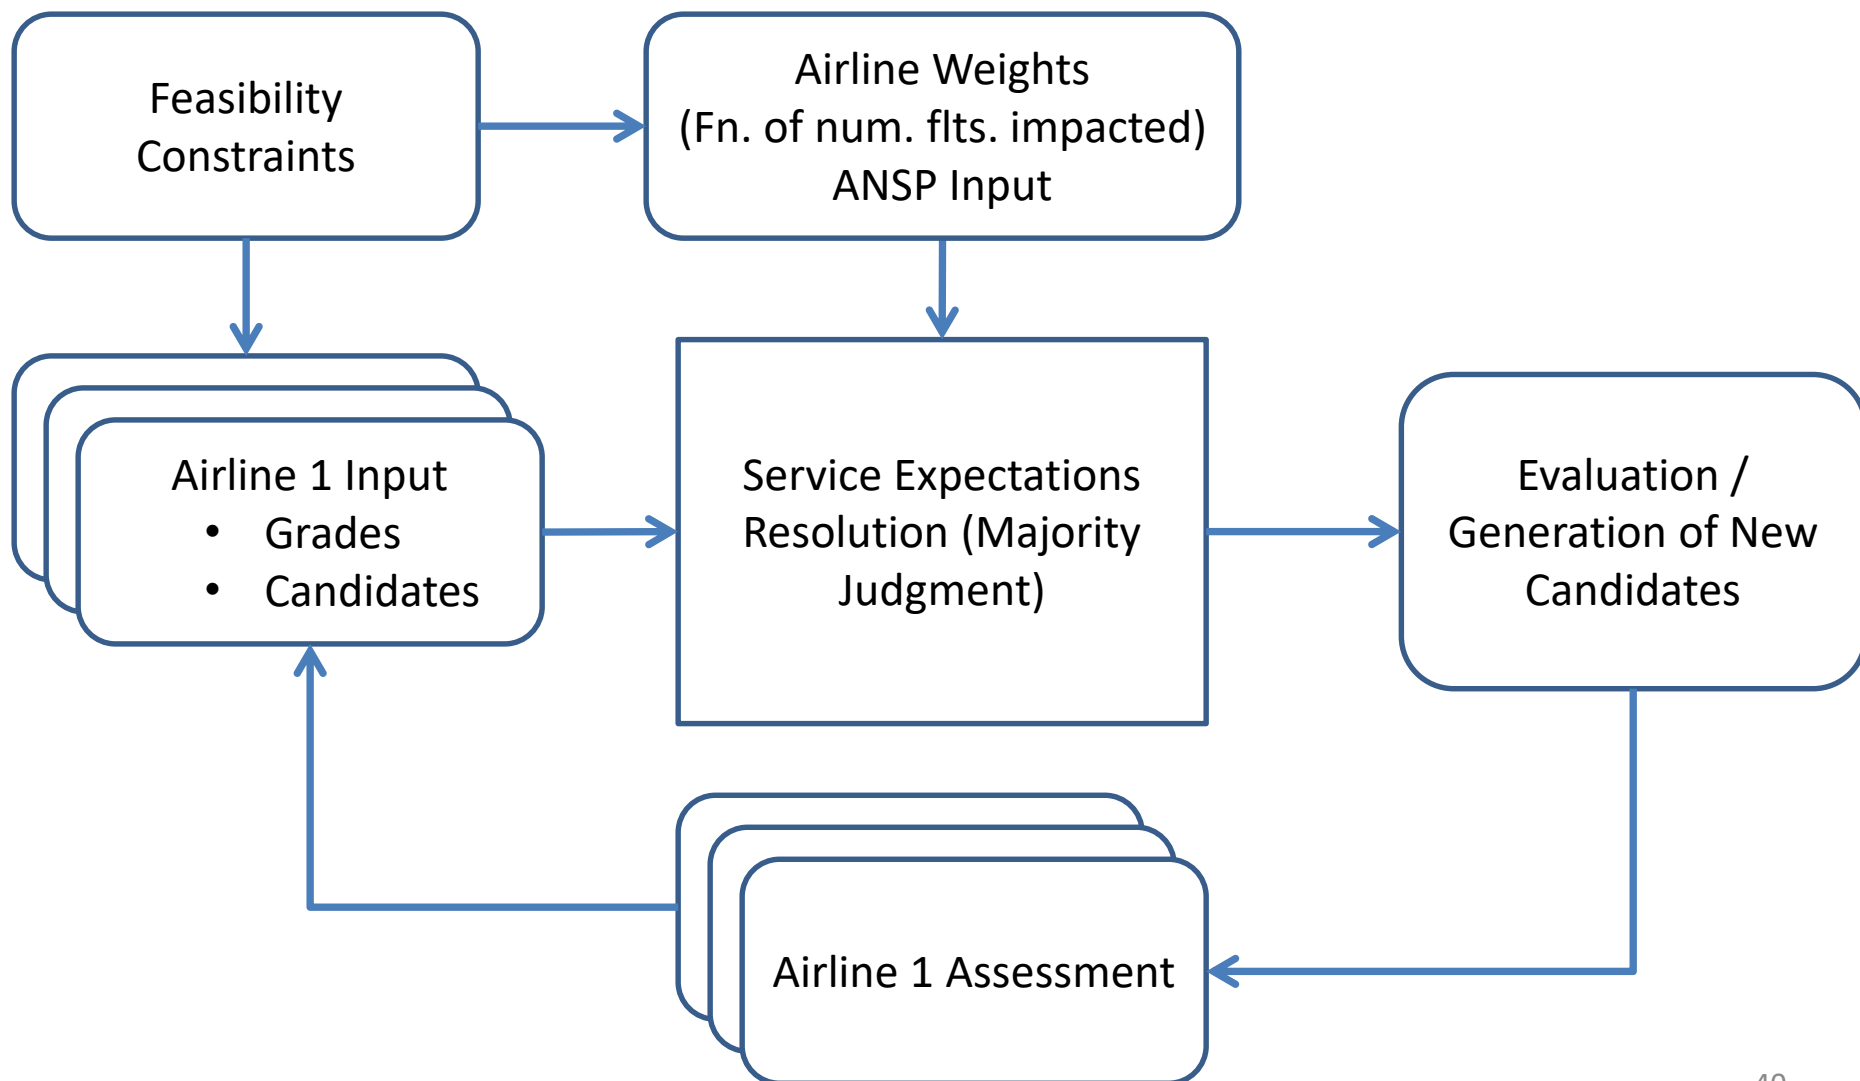 Feasibility
Constraints
Airline Weights
(Fn. of num. flts. impacted)
ANSP Input
Airline 1 Input
• Grades
• Candidates
Service Expectations
Resolution (Majority
Judgment)
Evaluation /
Generation of New
Candidates
Airline 1 Assessment